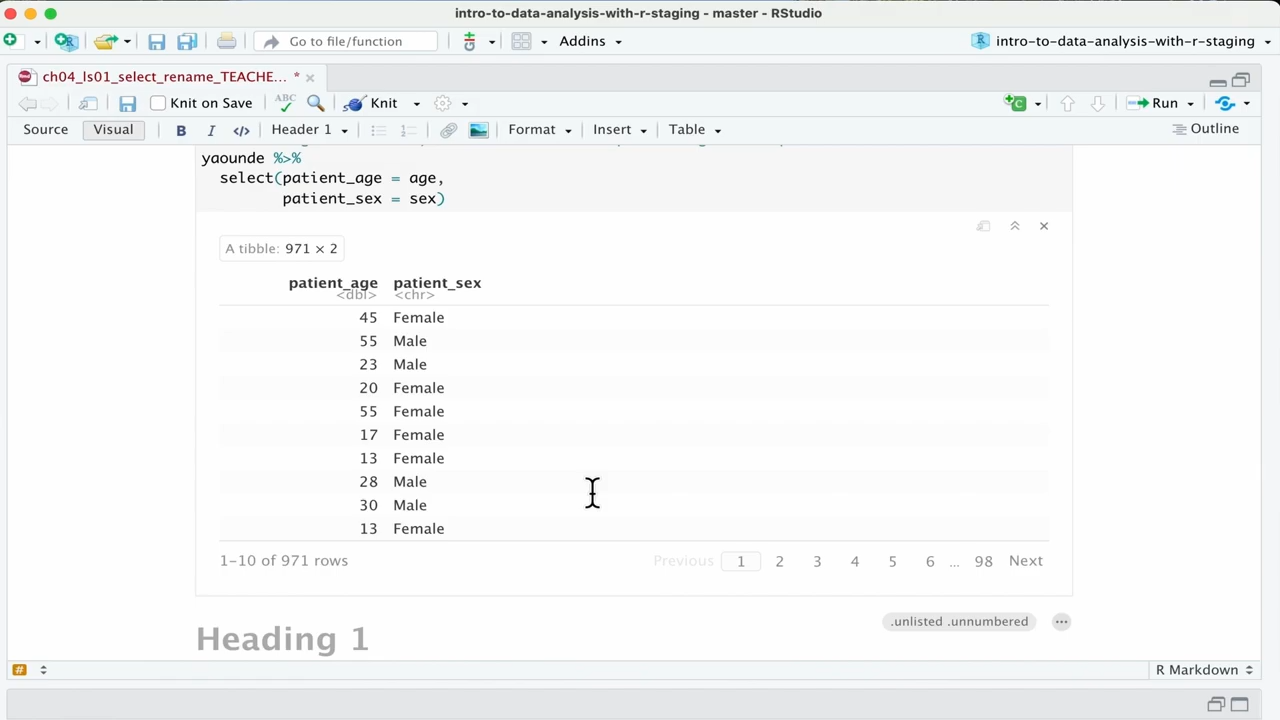 intro-to-data-analysis-with-r-staging - master - RStudio
Go to file/function
Addins
intro-to-data-analysis-with-r-staging
ch04_ls01_select_rename_TEACHE... *
Knit on Save
ABC
Knit
Run
Source
Visual
B
I
Header 1
Format
Insert
Table
Outline
yaounde %>%
select(patient_age = age,
patient_sex = sex)
A tibble: 971 × 2
patient_age patient_sex
<dbl> <chr>
45 Female
55 Male
23 Male
20 Female
55 Female
17 Female
13 Female
28 Male
30 Male
13 Female
1-10 of 971 rows
Previous 1 2 3 4 5 6 ... 98 Next
.unlisted .unnumbered
Heading 1
#
R Markdown